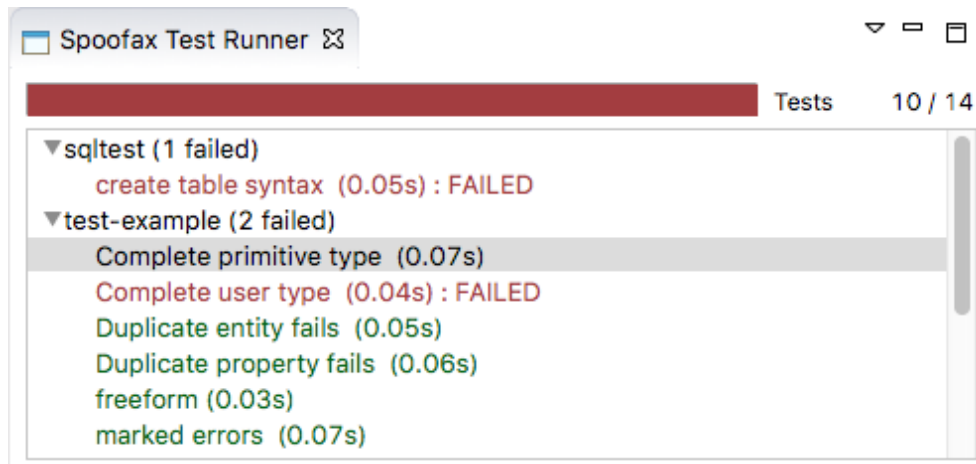 Spoofax Test Runner
Tests 10 / 14
sqltest (1 failed)
create table syntax (0.05s) : FAILED
test-example (2 failed)
Complete primitive type (0.07s)
Complete user type (0.04s) : FAILED
Duplicate entity fails (0.05s)
Duplicate property fails (0.06s)
freeform (0.03s)
marked errors (0.07s)